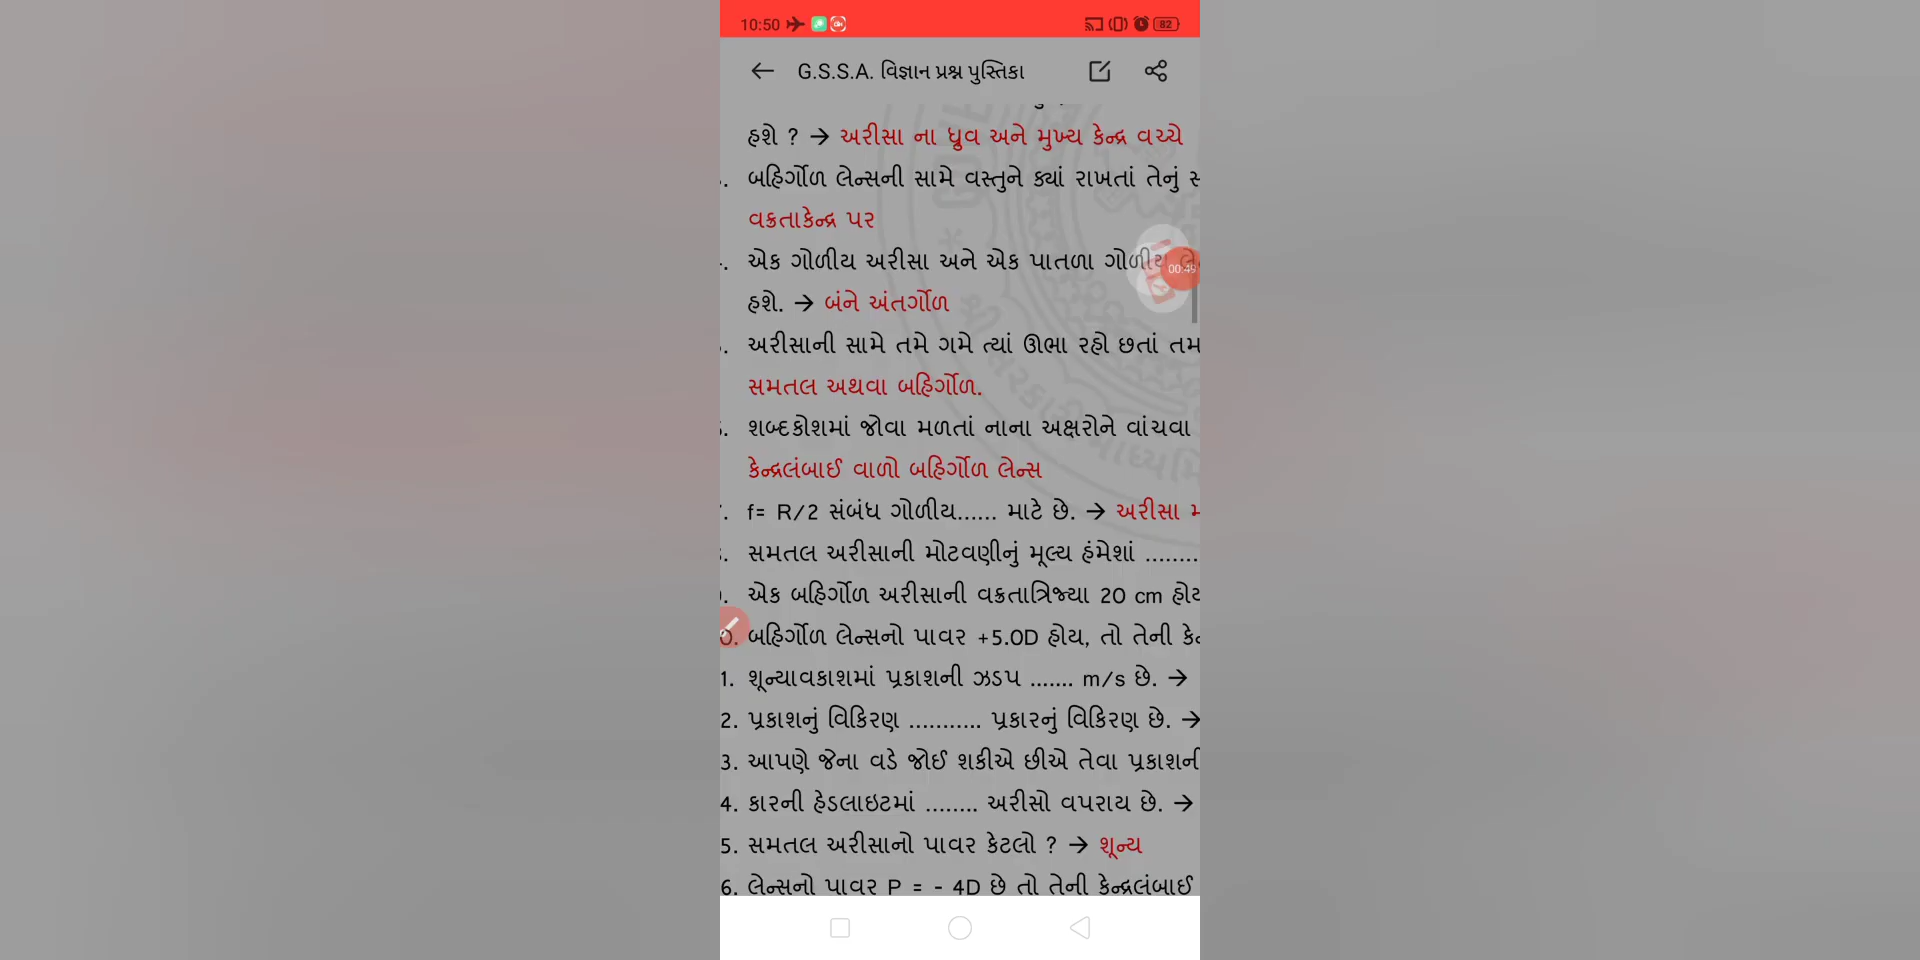 10:50
82
G.S.S.A. વિજ્ઞાન પ્રશ્ન પુસ્તિકા
હશે ? → અરીસા ના ધ્રુવ અને મુખ્ય કેન્દ્ર વચ્ચે
બહિર્ગોળ લેન્સની સામે વસ્તુને ક્યાં રાખતાં તેનું
વક્રતાકેન્દ્ર પર
એક ગોળીય અરીસા અને એક પાતળા ગોળીય
00:49
હશે. → બંને અંતર્ગોળ
અરીસાની સામે તમે ગમે ત્યાં ઊભા રહો છતાં તમ
સમતલ અથવા બહિર્ગોળ.
શબ્દકોશમાં જોવા મળતાં નાના અક્ષરોને વાંચવા
કેન્દ્રલંબાઈ વાળો બહિર્ગોળ લેન્સ
f= R/2 સંબંધ ગોળીય...... માટે છે. → અરીસા
સમતલ અરીસાની મોટવણીનું મૂલ્ય હંમેશાં ........
એક બહિર્ગોળ અરીસાની વક્રતાત્રિજ્યા 20 cm હોય
0. બહિર્ગોળ લેન્સનો પાવર +5.0D હોય, તો તેની કે
1. શૂન્યાવકાશમાં પ્રકાશની ઝડપ ....... m/s છે. →
2. પ્રકાશનું વિકિરણ ........... પ્રકારનું વિકિરણ છે. →
3. આપણે જેના વડે જોઈ શકીએ છીએ તેવા પ્રકાશની
4. કારની હેડલાઇટમાં ........ અરીસો વપરાય છે. →
5. સમતલ અરીસાનો પાવર કેટલો ? → શૂન્ય
6. લેન્સનો પાવર P = - 4D છે તો તેની કેન્દ્રલંબાઈ